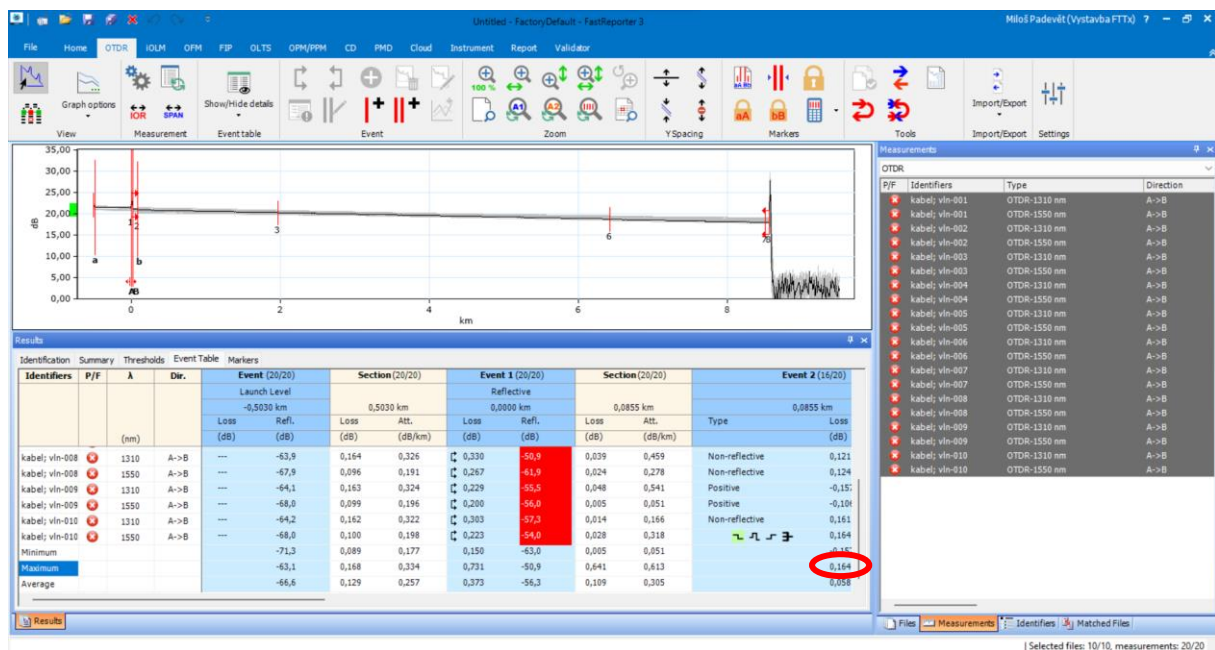 Untitled - FactoryDefault - FastReporter 3
Miloš Padevět (Vystavba FTTx) ?
File Home OTDR iOLM OFM FIP OLTS OPM/PPM CD PMD Cloud Instrument Report Validator
Graph options
IOR SPAN
Show/Hide details
100 %
A1 A2
aA Bb
aA bB
Import/Export
View Measurement Event table Event Zoom Y Spacing Markers Tools Import/Export Settings
35,00
30,00
25,00
20,00
15,00
10,00
5,00
0,00
dB
a b
1 2 3 6
AB
0 2 4 6 8
km
Measurements
OTDR
P/F Identifiers Type Direction
kabel; vln-001 OTDR-1310 nm A->B
kabel; vln-001 OTDR-1550 nm A->B
kabel; vln-002 OTDR-1310 nm A->B
kabel; vln-002 OTDR-1550 nm A->B
kabel; vln-003 OTDR-1310 nm A->B
kabel; vln-003 OTDR-1550 nm A->B
kabel; vln-004 OTDR-1310 nm A->B
kabel; vln-004 OTDR-1550 nm A->B
kabel; vln-005 OTDR-1310 nm A->B
kabel; vln-005 OTDR-1550 nm A->B
kabel; vln-006 OTDR-1310 nm A->B
kabel; vln-006 OTDR-1550 nm A->B
kabel; vln-007 OTDR-1310 nm A->B
kabel; vln-007 OTDR-1550 nm A->B
kabel; vln-008 OTDR-1310 nm A->B
kabel; vln-008 OTDR-1550 nm A->B
kabel; vln-009 OTDR-1310 nm A->B
kabel; vln-009 OTDR-1550 nm A->B
kabel; vln-010 OTDR-1310 nm A->B
kabel; vln-010 OTDR-1550 nm A->B
Results
Identification Summary Thresholds Event Table Markers
Identifiers P/F λ Dir. Event (20/20) Section (20/20) Event 1 (20/20) Section (20/20) Event 2 (16/20)
Launch Level Reflective
-0,5030 km 0,5030 km 0,0000 km 0,0855 km 0,0855 km
Loss Refl. Loss Att. Loss Refl. Loss Att. Type Loss
(nm) (dB) (dB) (dB) (dB/km) (dB) (dB) (dB) (dB/km) (dB)
kabel; vln-008 1310 A->B --- -63,9 0,164 0,326 0,330 -50,9 0,039 0,459 Non-reflective 0,121
kabel; vln-008 1550 A->B --- -67,9 0,096 0,191 0,267 -61,9 0,024 0,278 Non-reflective 0,124
kabel; vln-009 1310 A->B --- -64,1 0,163 0,324 0,229 -55,5 0,048 0,541 Positive -0,157
kabel; vln-009 1550 A->B --- -68,0 0,099 0,196 0,200 -56,0 0,005 0,051 Positive -0,106
kabel; vln-010 1310 A->B --- -64,2 0,162 0,322 0,303 -57,3 0,014 0,166 Non-reflective 0,161
kabel; vln-010 1550 A->B --- -68,0 0,100 0,198 0,223 -54,0 0,028 0,318 0,164
Minimum -71,3 0,089 0,177 0,150 -63,0 0,005 0,051
Maximum -63,1 0,168 0,334 0,731 -50,9 0,641 0,613 0,164
Average -66,6 0,129 0,257 0,373 -56,3 0,109 0,305 0,058
Results
Files Measurements Identifiers Matched Files
| Selected files: 10/10, measurements: 20/20